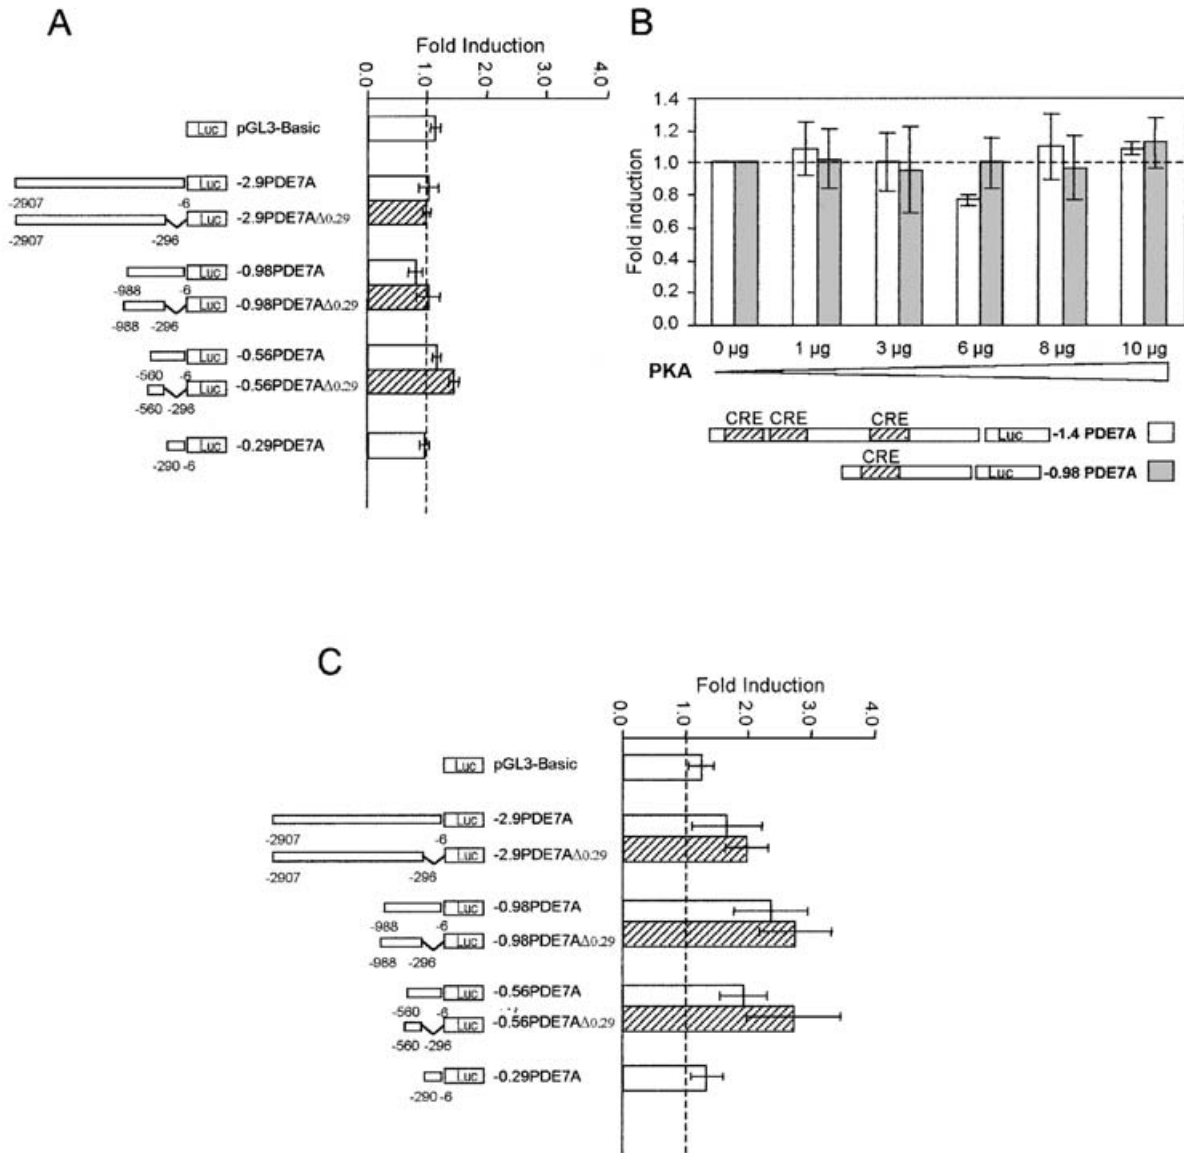 A
Fold Induction
0.0 1.0 2.0 3.0 4.0
Luc pGL3-Basic
Luc -2.9PDE7A
-2907 -6
Luc -2.9PDE7AΔ0.29
-2907 -296
Luc -0.98PDE7A
-988 -6
Luc -0.98PDE7AΔ0.29
-988 -296
Luc -0.56PDE7A
-560 -6
Luc -0.56PDE7AΔ0.29
-560 -296
Luc -0.29PDE7A
-290 -6
B
Fold induction
1.4
1.2
1.0
0.8
0.6
0.4
0.2
0.0
0 µg 1 µg 3 µg 6 µg 8 µg 10 µg
PKA
CRE CRE CRE
Luc -1.4 PDE7A
CRE
Luc -0.98 PDE7A
C
Fold Induction
0.0 1.0 2.0 3.0 4.0
Luc pGL3-Basic
Luc -2.9PDE7A
-2907 -6
Luc -2.9PDE7AΔ0.29
-2907 -296
Luc -0.98PDE7A
-988 -6
Luc -0.98PDE7AΔ0.29
-988 -296
Luc -0.56PDE7A
-560 -6
Luc -0.56PDE7AΔ0.29
-560 -296
Luc -0.29PDE7A
-290 -6